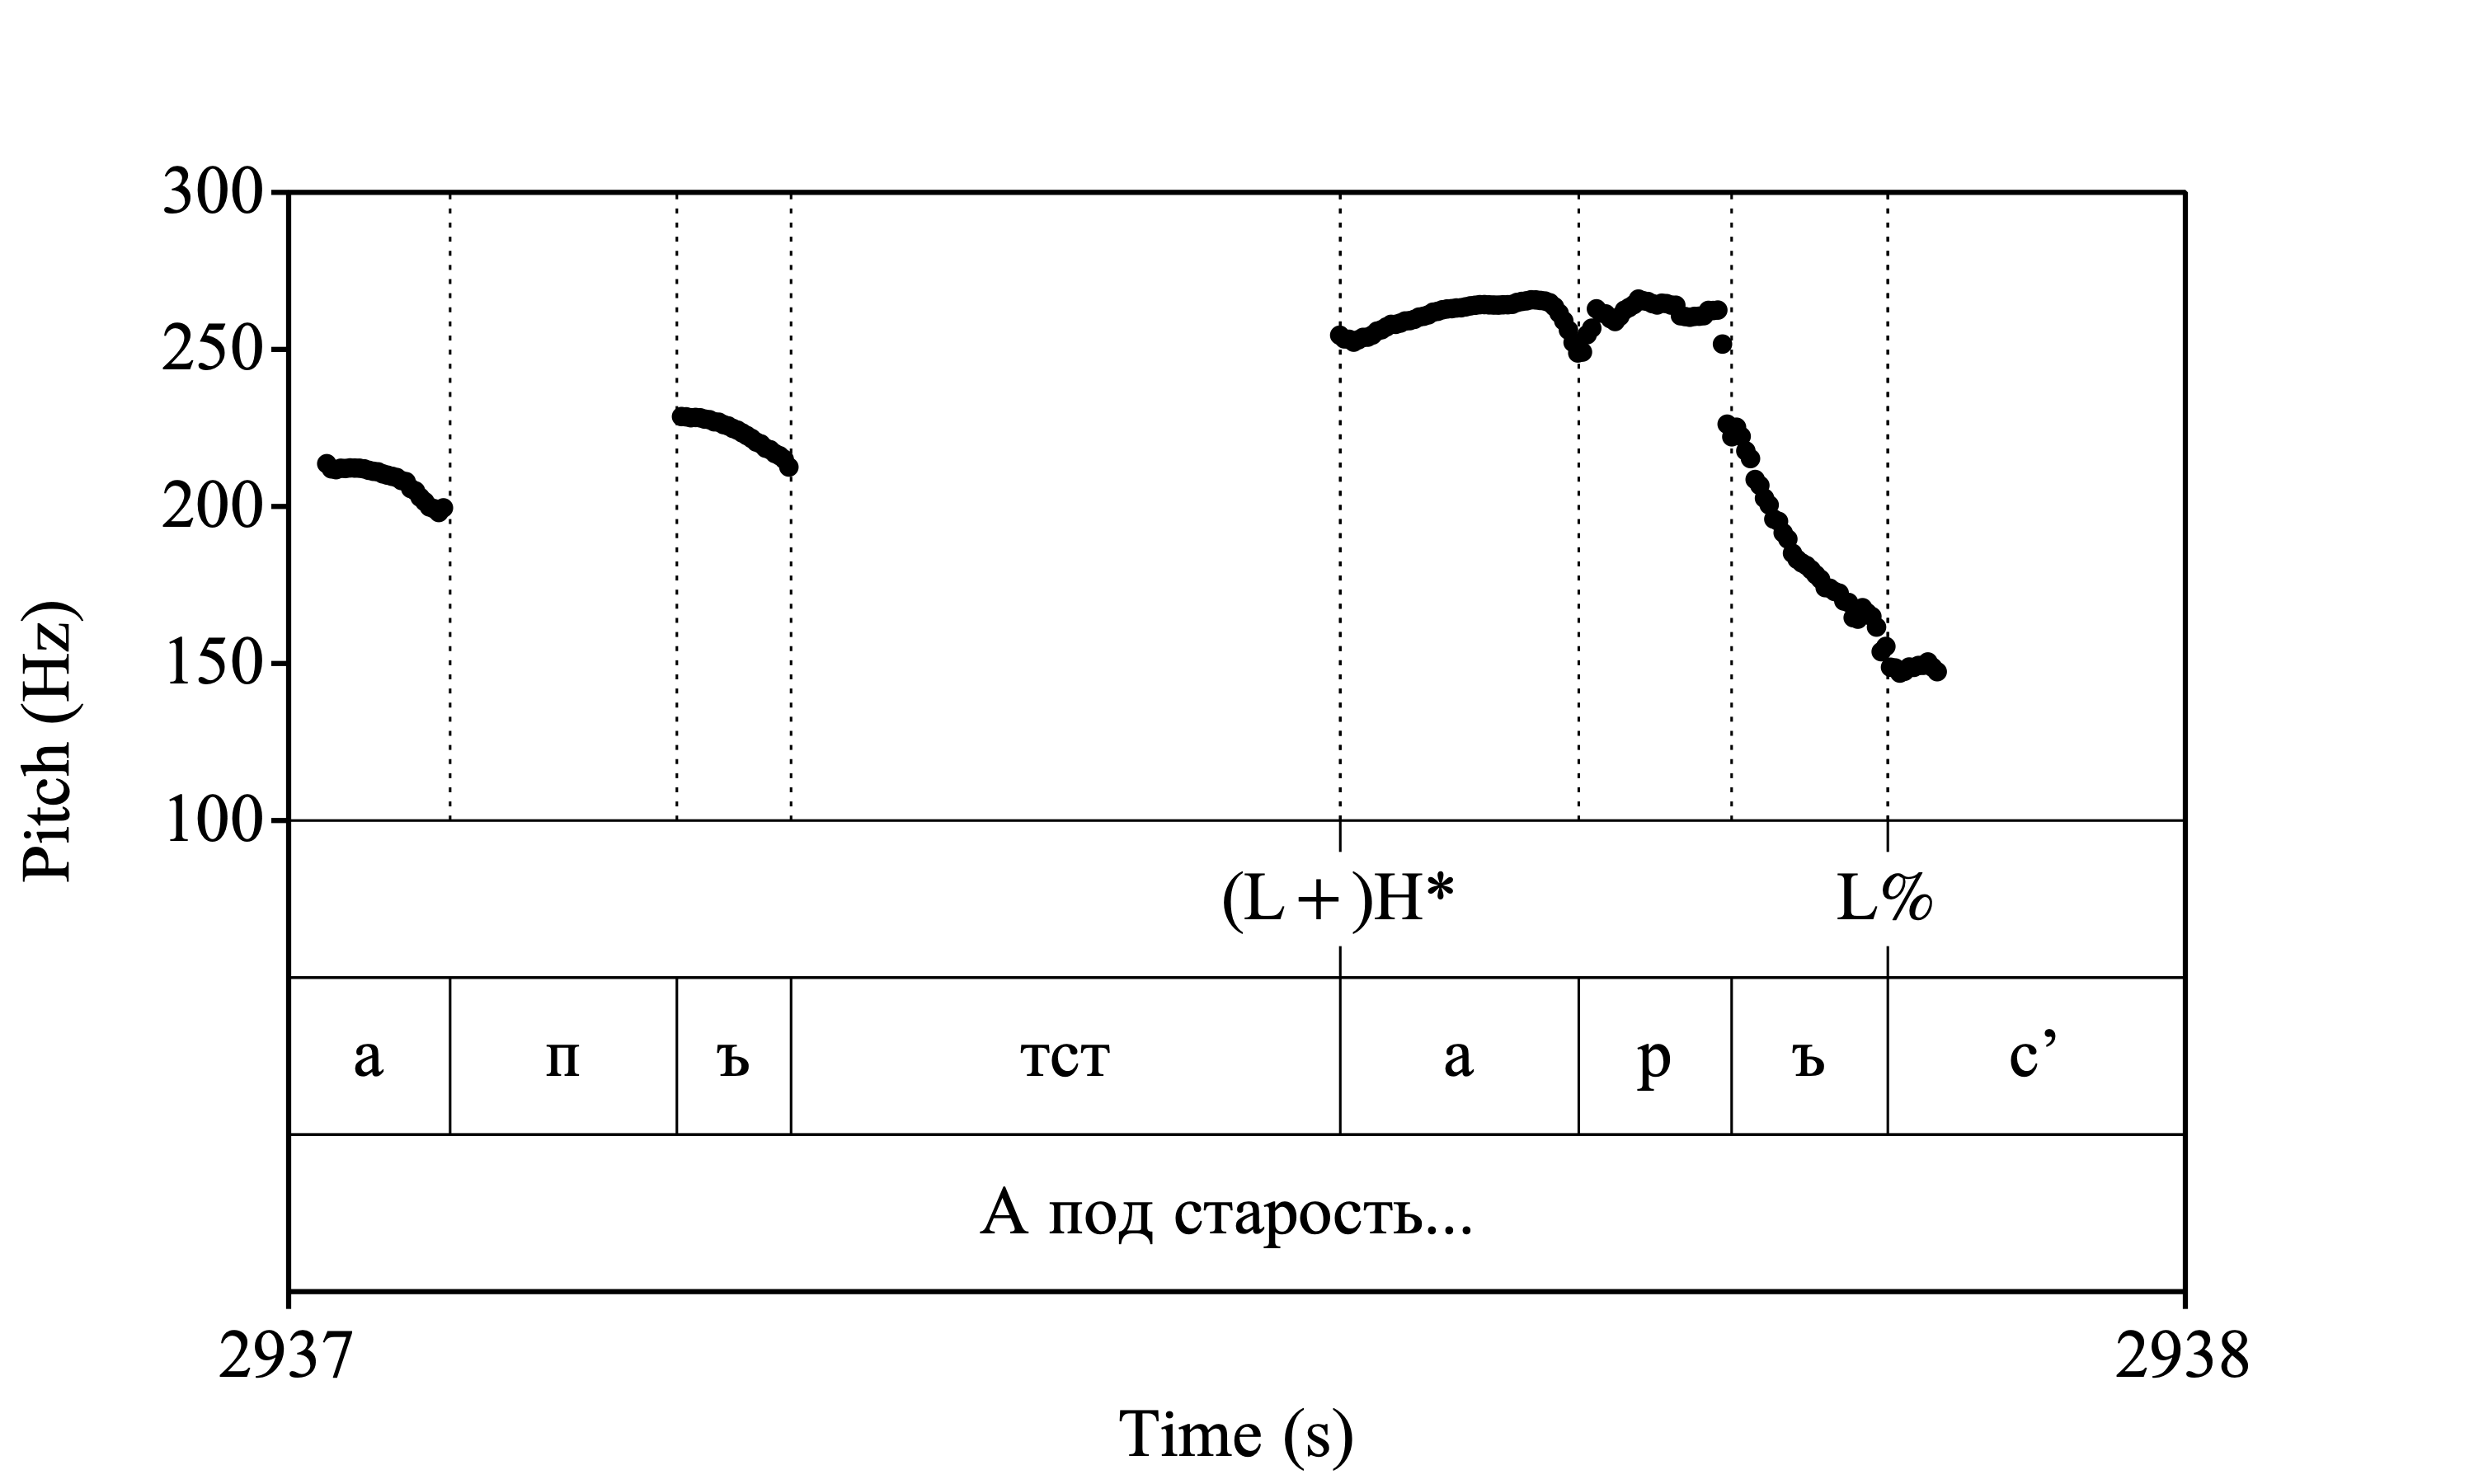 300
250
200
150
100
Pitch (Hz)
(L + )H* L%
а п ъ тст а р ъ с’
А под старость...
2937 2938
Time (s)